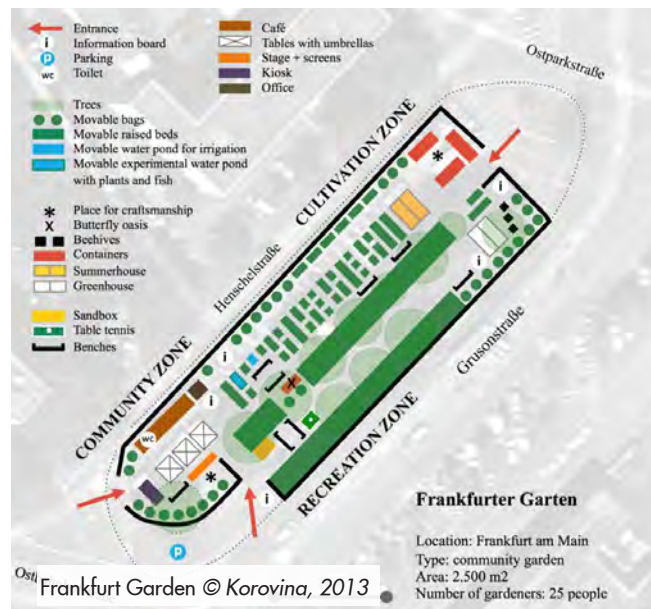 Entrance
i Information board
P Parking
WC Toilet
Café
Tables with umbrellas
Stage + screens
Kiosk
Office
Trees
Movable bags
Movable raised beds
Movable water pond for irrigation
Movable experimental water pond
with plants and fish
* Place for craftsmanship
X Butterfly oasis
Beehives
Containers
Summerhouse
Greenhouse
Sandbox
Table tennis
Benches
Ostparkstraße
CULTIVATION ZONE
Henschelstraße
COMMUNITY ZONE
Grusonstraße
RECREATION ZONE
*
i
i
i
i
X
WC
*
i
P
Frankfurter Garten
Location: Frankfurt am Main
Type: community garden
Area: 2.500 m2
Number of gardeners: 25 people
Frankfurt Garden © Korovina, 2013